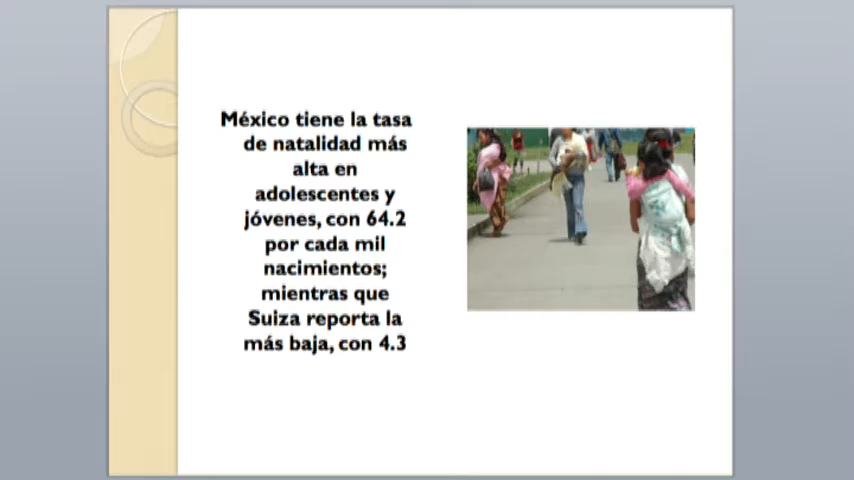 México tiene la tasa
de natalidad más
alta en
adolescentes y
jóvenes, con 64.2
por cada mil
nacimientos;
mientras que
Suiza reporta la
más baja, con 4.3